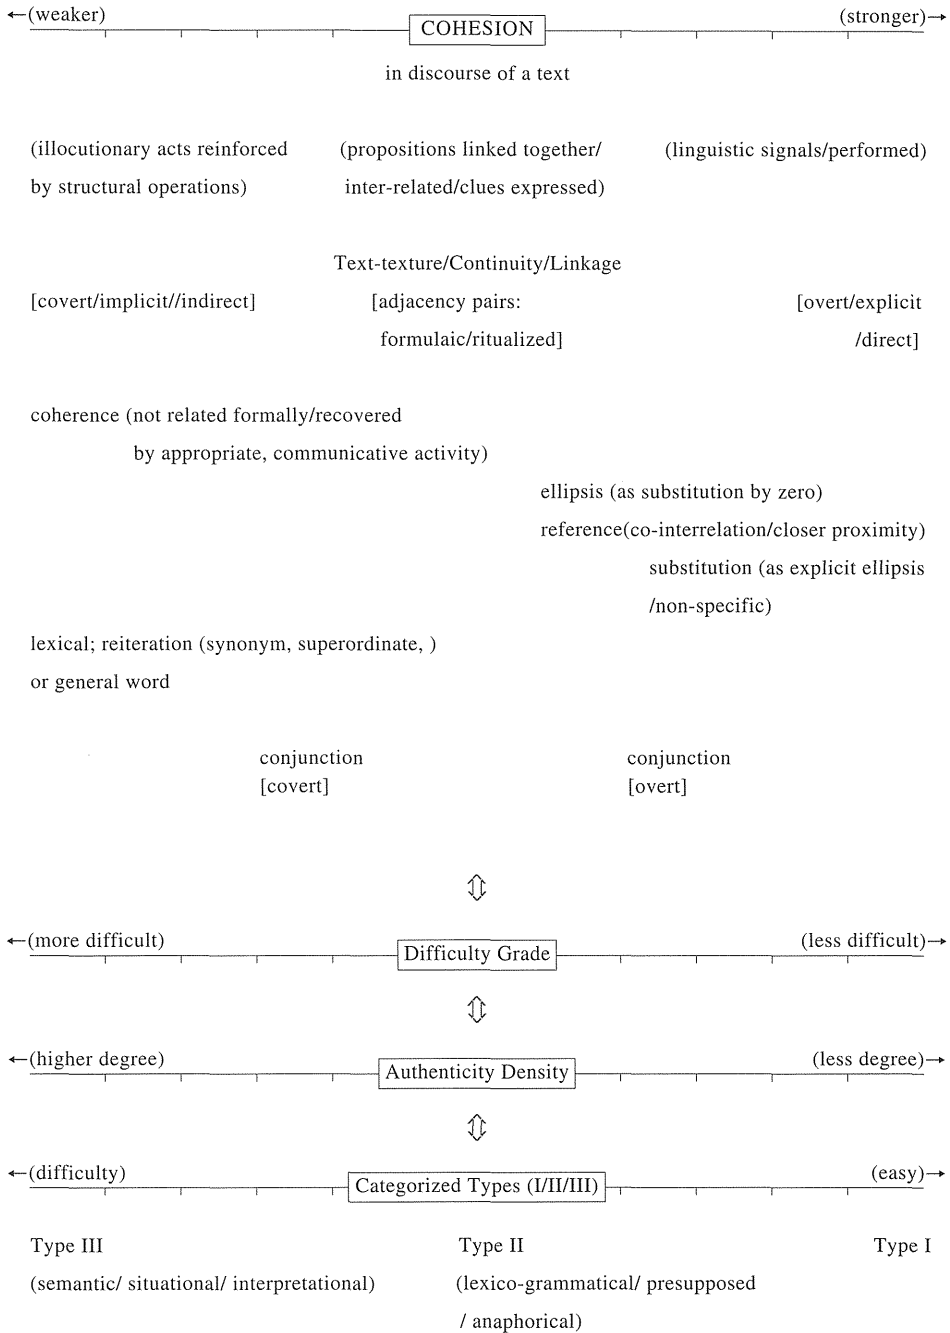 ←(weaker) COHESION (stronger)→
in discourse of a text
(illocutionary acts reinforced (propositions linked together/ (linguistic signals/performed)
by structural operations) inter-related/clues expressed)
Text-texture/Continuity/Linkage
[covert/implicit//indirect] [adjacency pairs: [overt/explicit
formulaic/ritualized] /direct]
coherence (not related formally/recovered
by appropriate, communicative activity)
ellipsis (as substitution by zero)
reference(co-interrelation/closer proximity)
substitution (as explicit ellipsis
/non-specific)
lexical; reiteration (synonym, superordinate, )
or general word
conjunction conjunction
[covert] [overt]
⇕
←(more difficult) Difficulty Grade (less difficult)→
⇕
←(higher degree) Authenticity Density (less degree)→
⇕
←(difficulty) Categorized Types (I/II/III) (easy)→
Type III Type II Type I
(semantic/ situational/ interpretational) (lexico-grammatical/ presupposed
/ anaphorical)